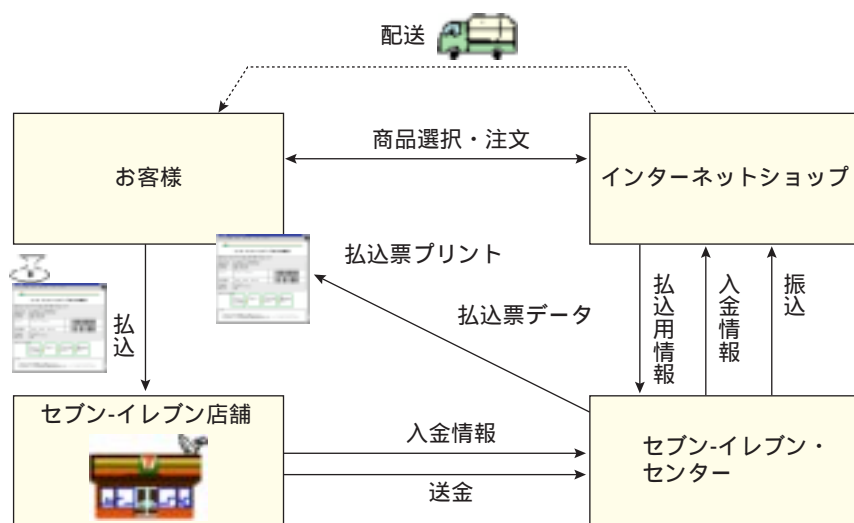 配送
お客様
商品選択・注文
インターネットショップ
払込票プリント
払込票データ
払込
払込用情報
入金情報
振込
セブン-イレブン店舗
入金情報
送金
セブン-イレブン・
センター